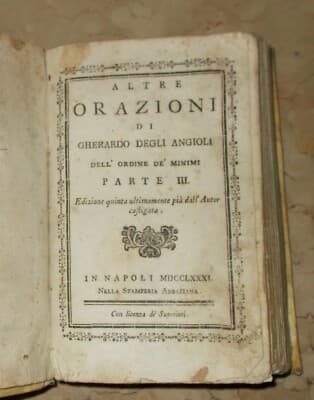 ALTRE
ORAZIONI
DI
GHERARDO DEGLI ANGIOLI
DELL' ORDINE DE' MINIMI
PARTE III.
Edizione quinta ultimamente più dall' Autor
castigata.
IN NAPOLI MDCCLXXXI.
NELLA STAMPERIA ABBAZIANA.
Con licenza de' Superiori.